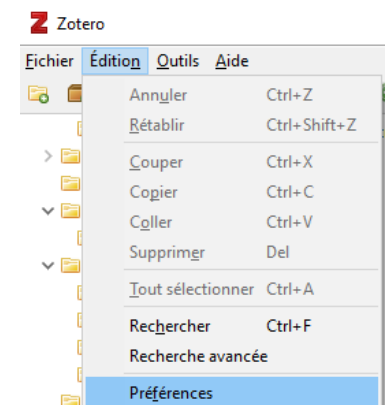 Zotero
Fichier Édition Outils Aide
Annuler Ctrl+Z
Rétablir Ctrl+Shift+Z
Couper Ctrl+X
Copier Ctrl+C
Coller Ctrl+V
Supprimer Del
Tout sélectionner Ctrl+A
Rechercher Ctrl+F
Recherche avancée
Préférences